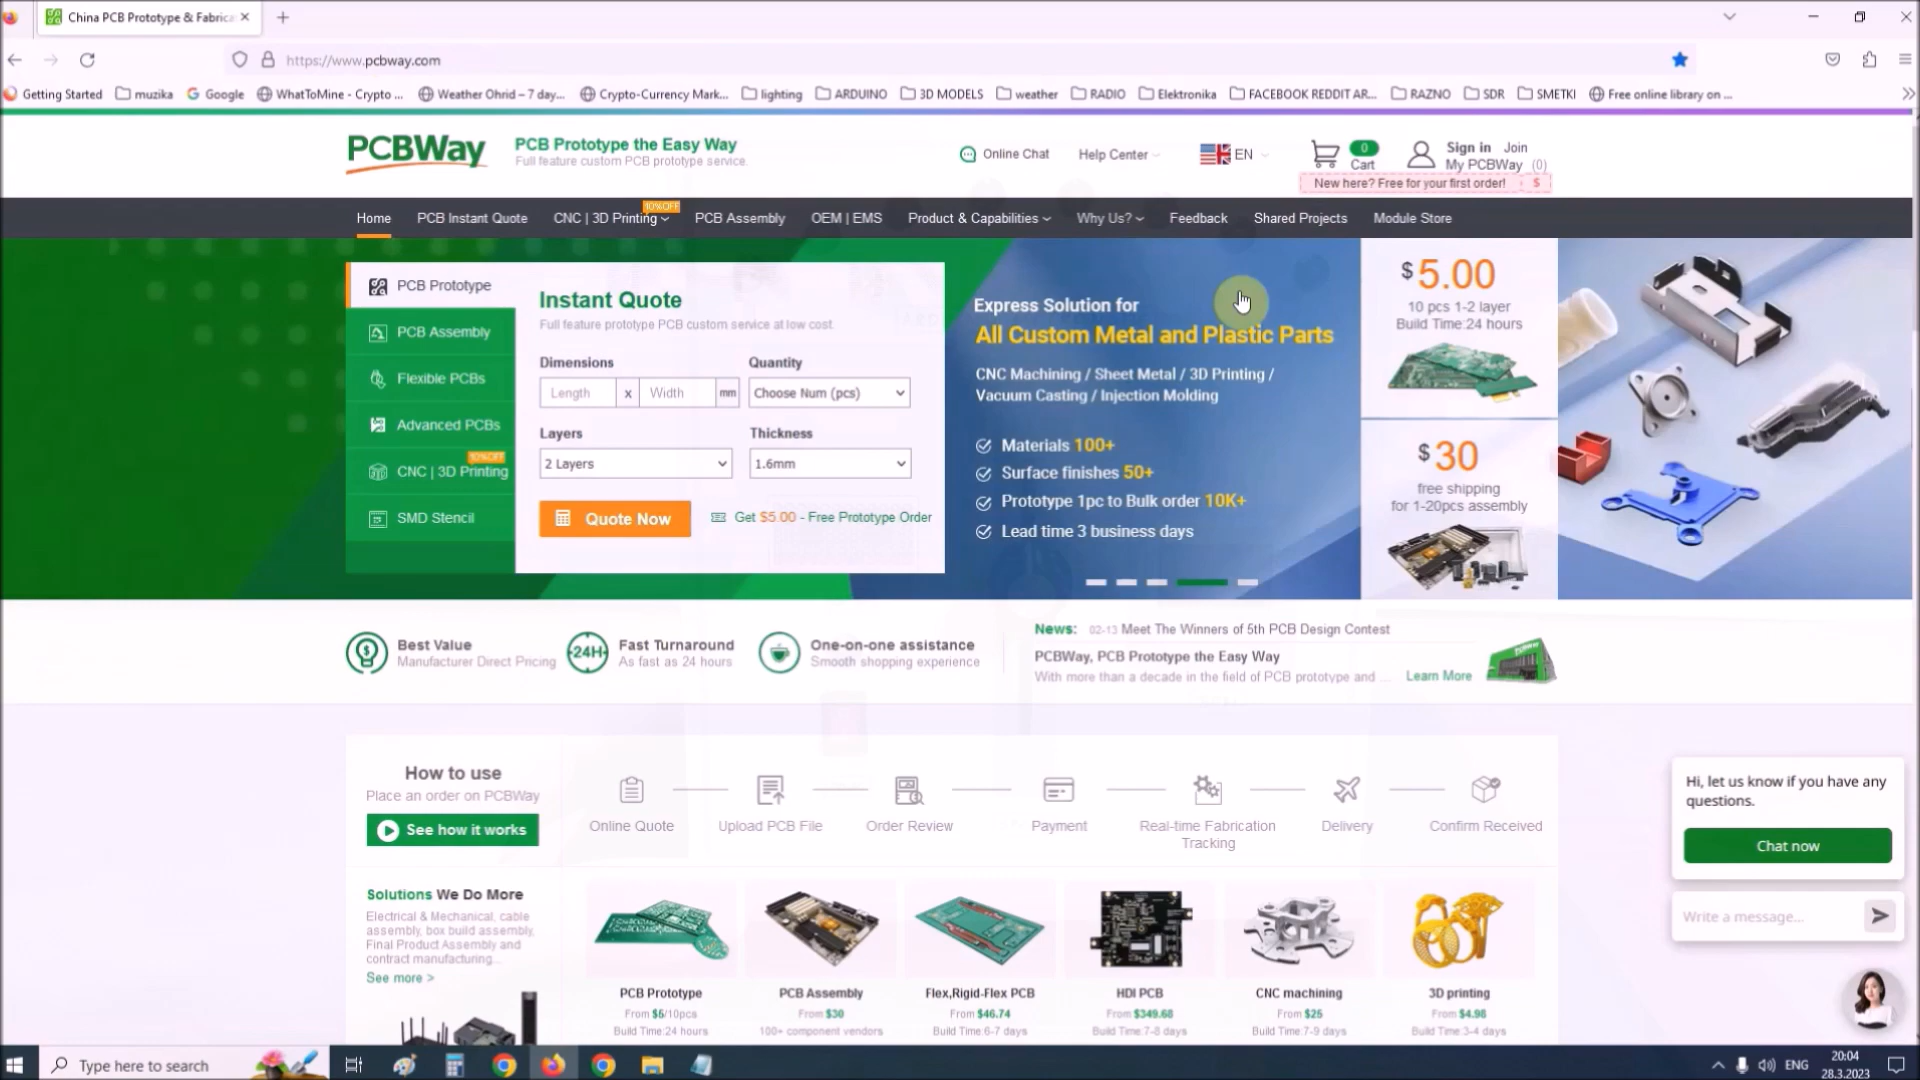 China PCB Prototype & Fabrica
https://www.pcbway.com
Getting Started
muzika
Google
WhatToMine - Crypto ...
Weather Ohrid – 7 day...
Crypto-Currency Mark...
lighting
ARDUINO
3D MODELS
weather
RADIO
Elektronika
FACEBOOK REDDIT AR...
RAZNO
SDR
SMETKI
Free online library on ...
PCBWay
PCB Prototype the Easy Way
Full feature custom PCB prototype service.
Online Chat
Help Center
EN
0
Cart
Sign in Join
My PCBWay (0)
New here? Free for your first order! $
Home
PCB Instant Quote
CNC | 3D Printing
10%OFF
PCB Assembly
OEM | EMS
Product & Capabilities
Why Us?
Feedback
Shared Projects
Module Store
PCB Prototype
PCB Assembly
Flexible PCBs
Advanced PCBs
10%OFF
CNC | 3D Printing
SMD Stencil
Instant Quote
Full feature prototype PCB custom service at low cost.
Dimensions
Quantity
Length x Width mm
Choose Num (pcs)
Layers
Thickness
2 Layers
1.6mm
Quote Now
Get $5.00 - Free Prototype Order
Express Solution for
All Custom Metal and Plastic Parts
CNC Machining / Sheet Metal / 3D Printing /
Vacuum Casting / Injection Molding
Materials 100+
Surface finishes 50+
Prototype 1pc to Bulk order 10K+
Lead time 3 business days
$5.00
10 pcs 1-2 layer
Build Time:24 hours
$30
free shipping
for 1-20pcs assembly
Best Value
Manufacturer Direct Pricing
24H
Fast Turnaround
As fast as 24 hours
One-on-one assistance
Smooth shopping experience
News: 02-13 Meet The Winners of 5th PCB Design Contest
PCBWay, PCB Prototype the Easy Way
With more than a decade in the field of PCB prototype and ...
Learn More
How to use
Place an order on PCBWay
See how it works
Online Quote
Upload PCB File
Order Review
Payment
Real-time Fabrication
Tracking
Delivery
Confirm Received
Solutions We Do More
Electrical & Mechanical, cable
assembly, box build assembly,
Final Product Assembly and
contract manufacturing...
See more >
PCB Prototype
From $5/10pcs
Build Time:24 hours
PCB Assembly
From $30
100+ component vendors
Flex,Rigid-Flex PCB
From $46.74
Build Time:6-7 days
HDI PCB
From $349.68
Build Time:7-8 days
CNC machining
From $25
Build Time:7-9 days
3D printing
From $4.98
Build Time:3-4 days
Hi, let us know if you have any
questions.
Chat now
Write a message...
Type here to search
ENG
20:04
28.3.2023